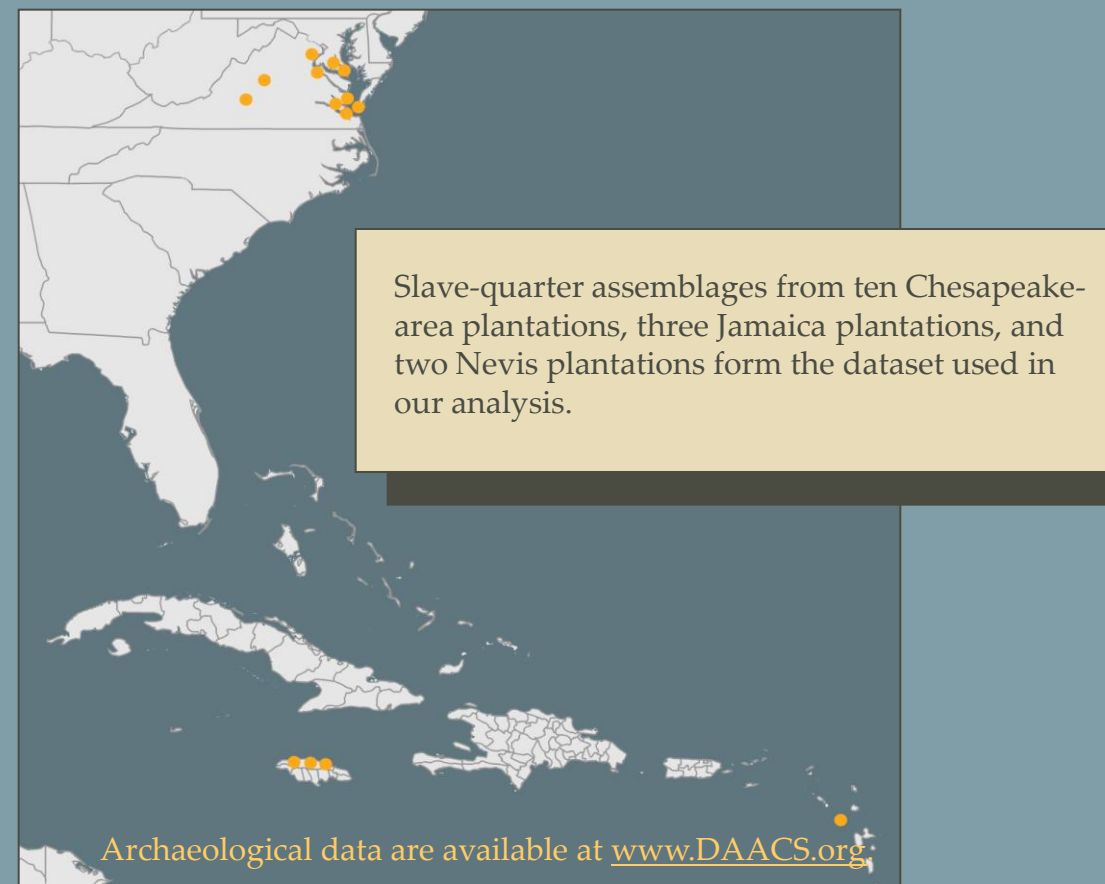 Slave-quarter assemblages from ten Chesapeake-
area plantations, three Jamaica plantations, and
two Nevis plantations form the dataset used in
our analysis.
Archaeological data are available at www.DAACS.org.